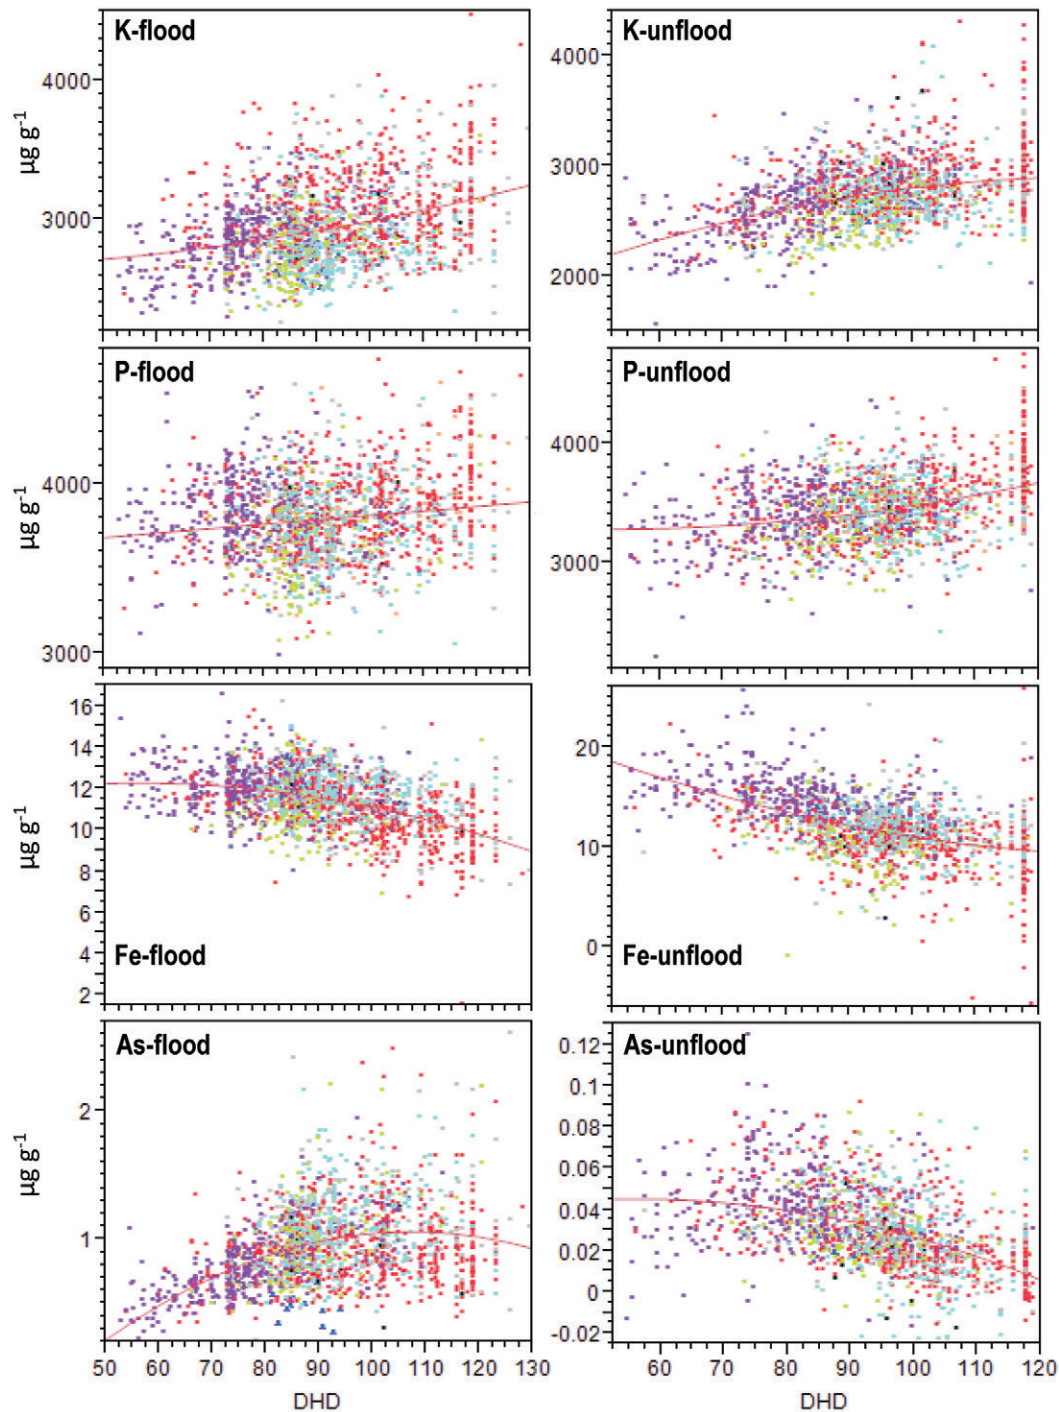 K-flood
K-unflood
4000
3000
µg g-1
4000
3000
2000
P-flood
P-unflood
4000
3000
µg g-1
4000
3000
Fe-flood
Fe-unflood
16
14
12
10
8
6
4
2
µg g-1
20
10
0
As-flood
As-unflood
2
1
µg g-1
0.12
0.1
0.08
0.06
0.04
0.02
0
-0.02
50 60 70 80 90 100 110 120 130
60 70 80 90 100 110 120
DHD
DHD